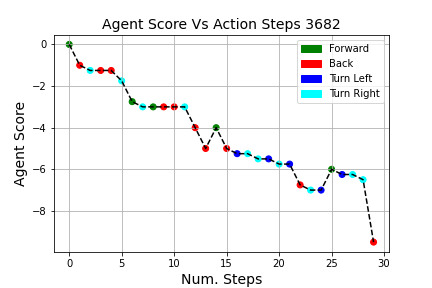 Agent Score Vs Action Steps 3682
Forward
Back
Turn Left
Turn Right
0
−2
−4
−6
−8
Agent Score
0 5 10 15 20 25 30
Num. Steps